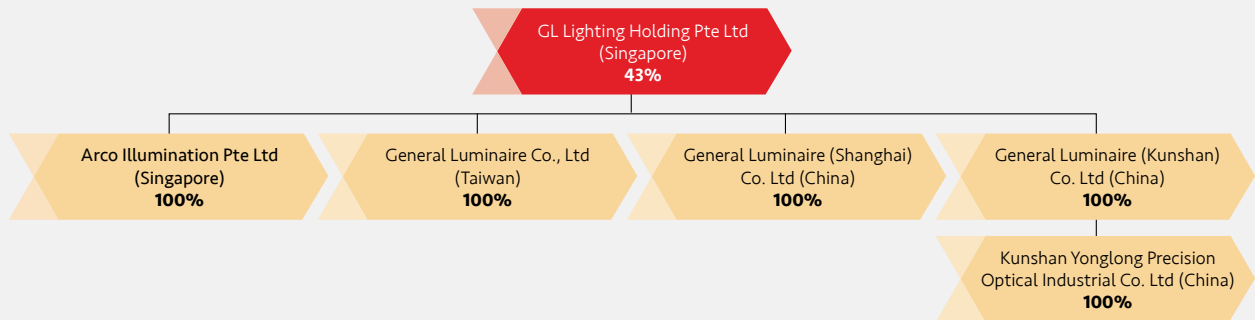 GL Lighting Holding Pte Ltd
(Singapore)
43%
Arco Illumination Pte Ltd
(Singapore)
100%
General Luminaire Co., Ltd
(Taiwan)
100%
General Luminaire (Shanghai)
Co. Ltd (China)
100%
General Luminaire (Kunshan)
Co. Ltd (China)
100%
Kunshan Yonglong Precision
Optical Industrial Co. Ltd (China)
100%